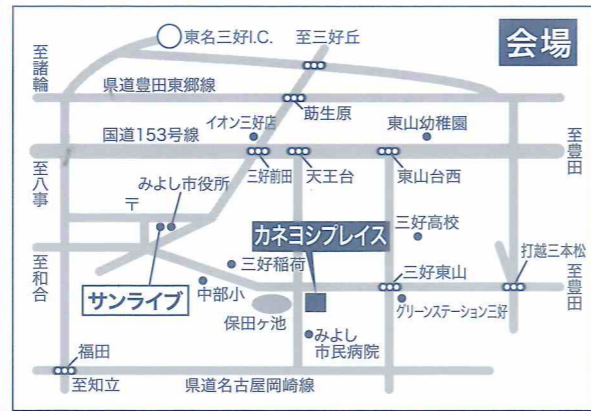 東名三好I.C.
至三好丘
会場
至諸輪
県道豊田東郷線
莇生原
国道153号線
イオン三好店
東山幼稚園
至豊田
至八事
三好前田
天王台
東山台西
みよし市役所
〒
カネヨシプレイス
三好高校
打越三本松
至和合
三好稲荷
三好東山
至豊田
サンライブ
中部小
グリーンステーション三好
保田ヶ池
みよし
市民病院
福田
至知立
県道名古屋岡崎線